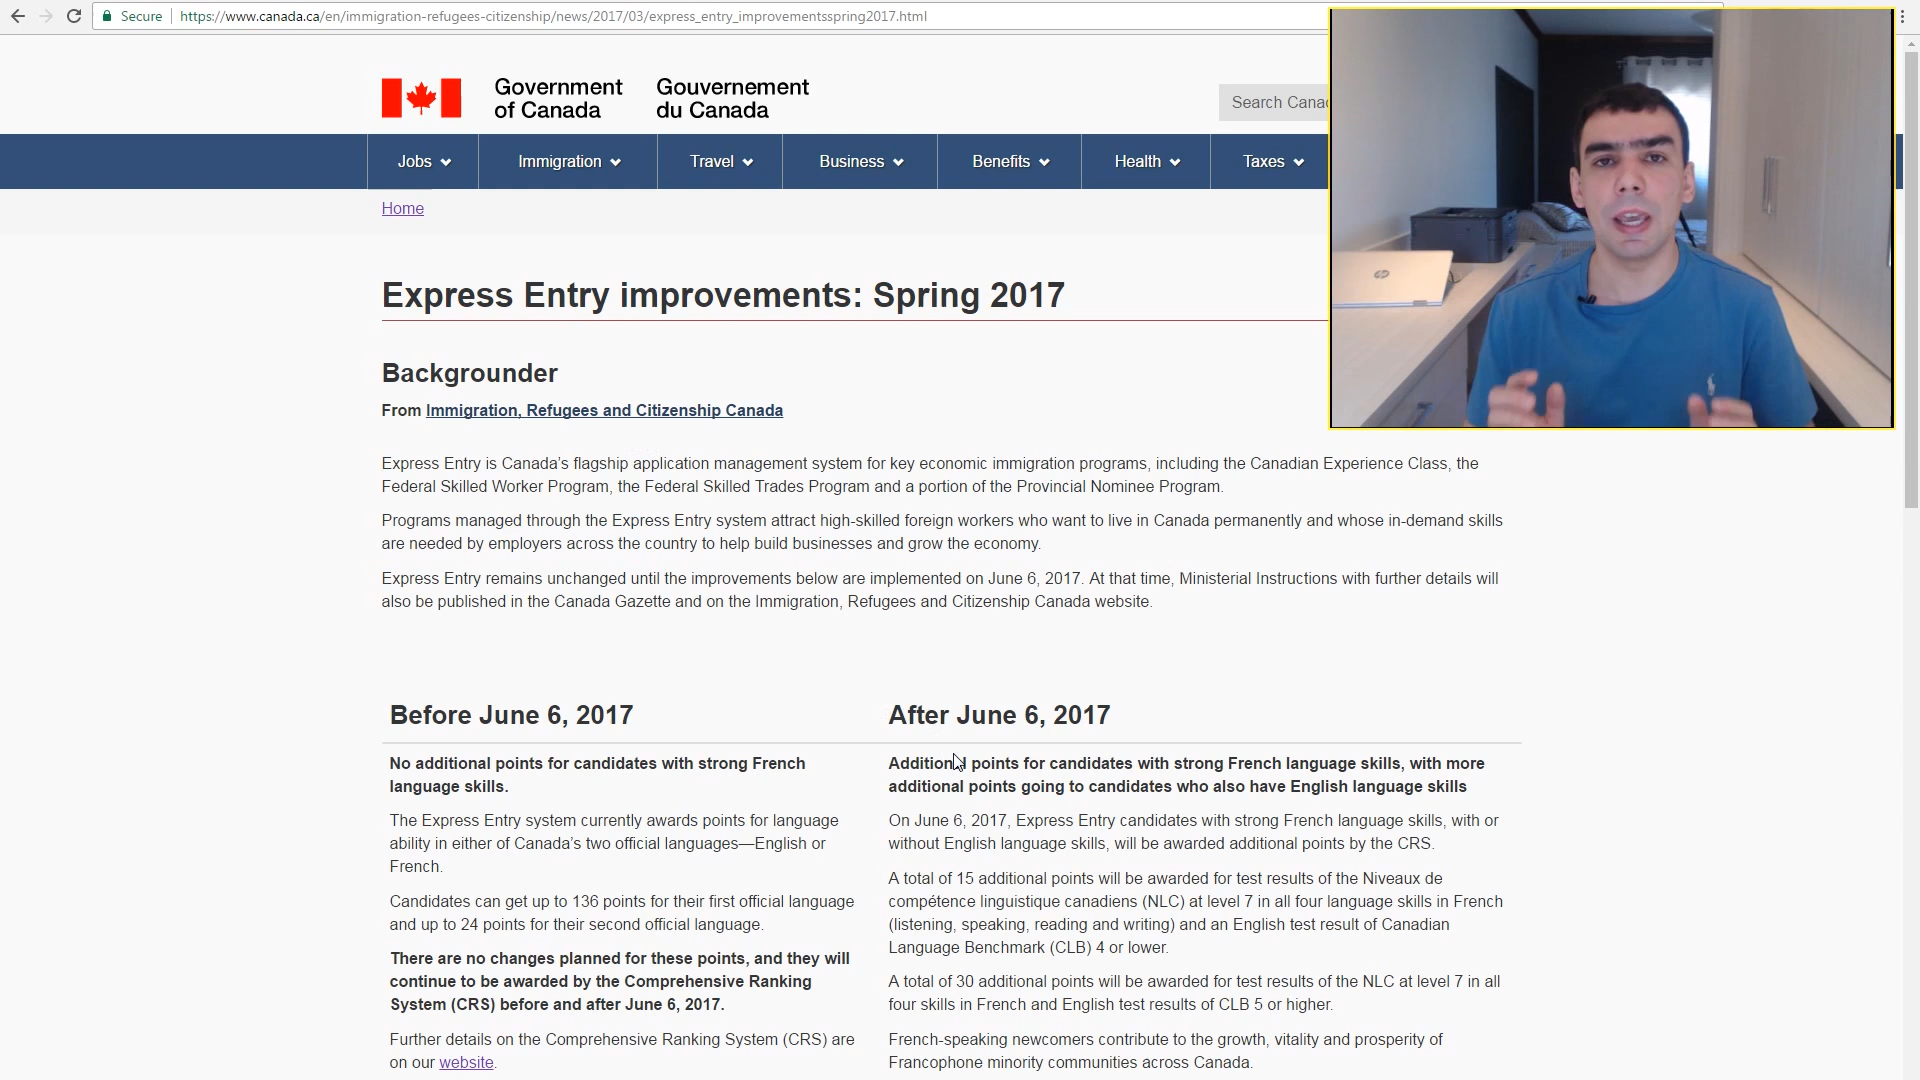 Secure https://www.canada.ca/en/immigration-refugees-citizenship/news/2017/03/express_entry_improvementsspring2017.html
Government of Canada
Gouvernement du Canada
Search Canad
Jobs Immigration Travel Business Benefits Health Taxes
Home
Express Entry improvements: Spring 2017
Backgrounder
From Immigration, Refugees and Citizenship Canada
Express Entry is Canada's flagship application management system for key economic immigration programs, including the Canadian Experience Class, the
Federal Skilled Worker Program, the Federal Skilled Trades Program and a portion of the Provincial Nominee Program.
Programs managed through the Express Entry system attract high-skilled foreign workers who want to live in Canada permanently and whose in-demand skills
are needed by employers across the country to help build businesses and grow the economy.
Express Entry remains unchanged until the improvements below are implemented on June 6, 2017. At that time, Ministerial Instructions with further details will
also be published in the Canada Gazette and on the Immigration, Refugees and Citizenship Canada website.
Before June 6, 2017
No additional points for candidates with strong French
language skills.
The Express Entry system currently awards points for language
ability in either of Canada's two official languages—English or
French.
Candidates can get up to 136 points for their first official language
and up to 24 points for their second official language.
There are no changes planned for these points, and they will
continue to be awarded by the Comprehensive Ranking
System (CRS) before and after June 6, 2017.
Further details on the Comprehensive Ranking System (CRS) are
on our website.
After June 6, 2017
Additional points for candidates with strong French language skills, with more
additional points going to candidates who also have English language skills
On June 6, 2017, Express Entry candidates with strong French language skills, with or
without English language skills, will be awarded additional points by the CRS.
A total of 15 additional points will be awarded for test results of the Niveaux de
compétence linguistique canadiens (NLC) at level 7 in all four language skills in French
(listening, speaking, reading and writing) and an English test result of Canadian
Language Benchmark (CLB) 4 or lower.
A total of 30 additional points will be awarded for test results of the NLC at level 7 in all
four skills in French and English test results of CLB 5 or higher.
French-speaking newcomers contribute to the growth, vitality and prosperity of
Francophone minority communities across Canada.
hp